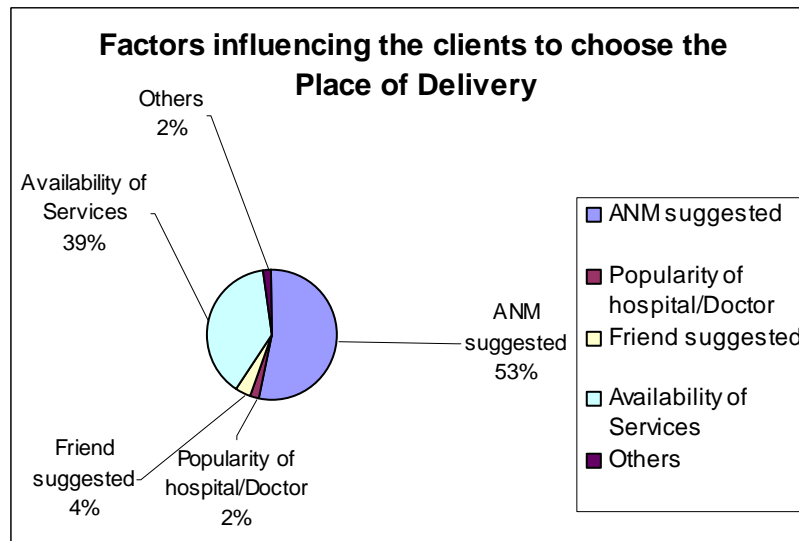 Factors influencing the clients to choose the
Place of Delivery
Others
2%
Availability of
Services
39%
ANM
suggested
53%
Friend
suggested
4%
Popularity of
hospital/Doctor
2%
ANM suggested
Popularity of
hospital/Doctor
Friend suggested
Availability of
Services
Others